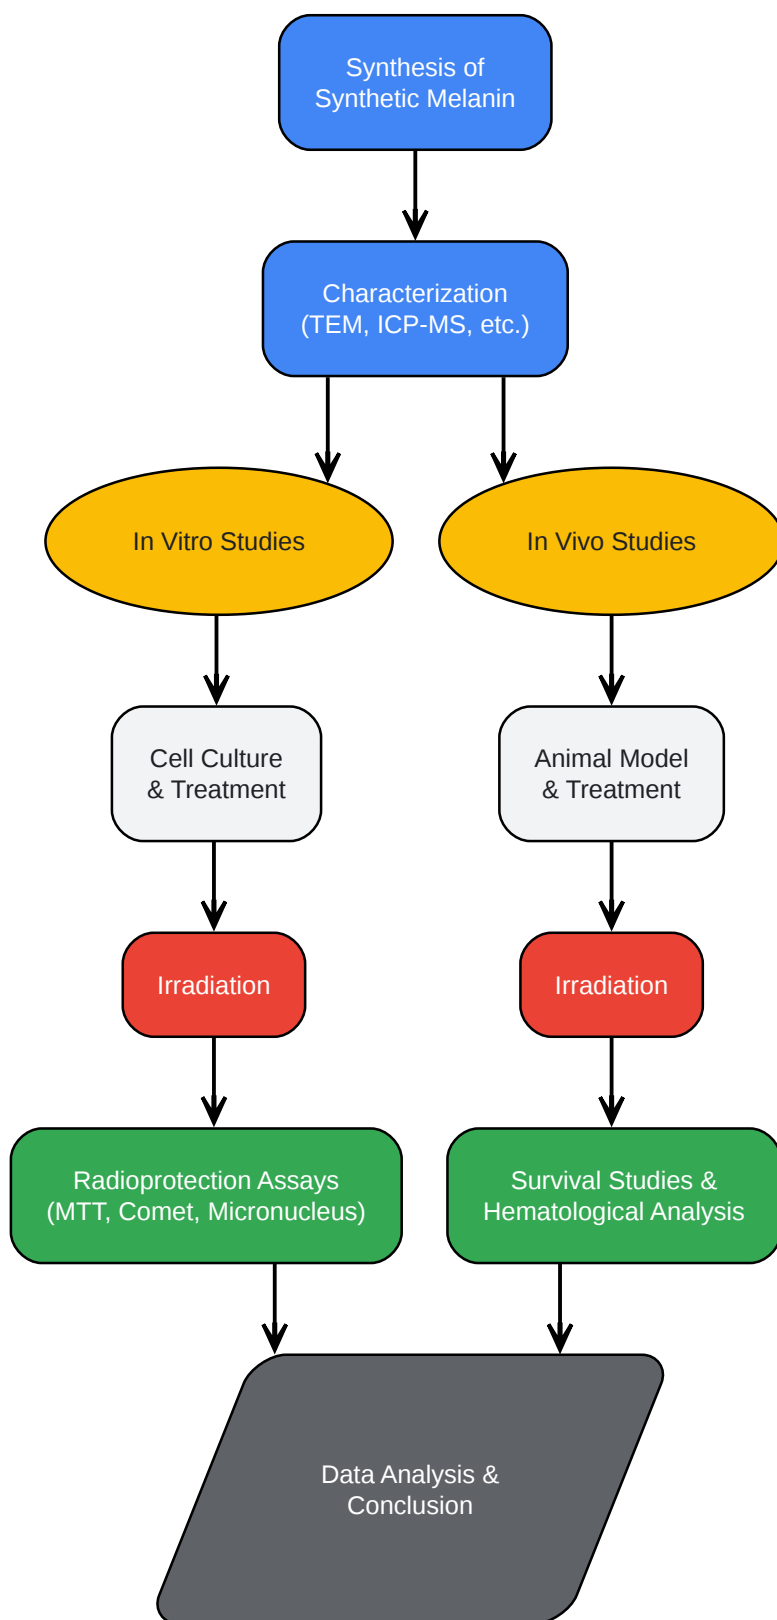 Synthesis of
Synthetic Melanin
Characterization
(TEM, ICP-MS, etc.)
In Vitro Studies
In Vivo Studies
Cell Culture
& Treatment
Animal Model
& Treatment
Irradiation
Irradiation
Radioprotection Assays
(MTT, Comet, Micronucleus)
Survival Studies &
Hematological Analysis
Data Analysis &
Conclusion